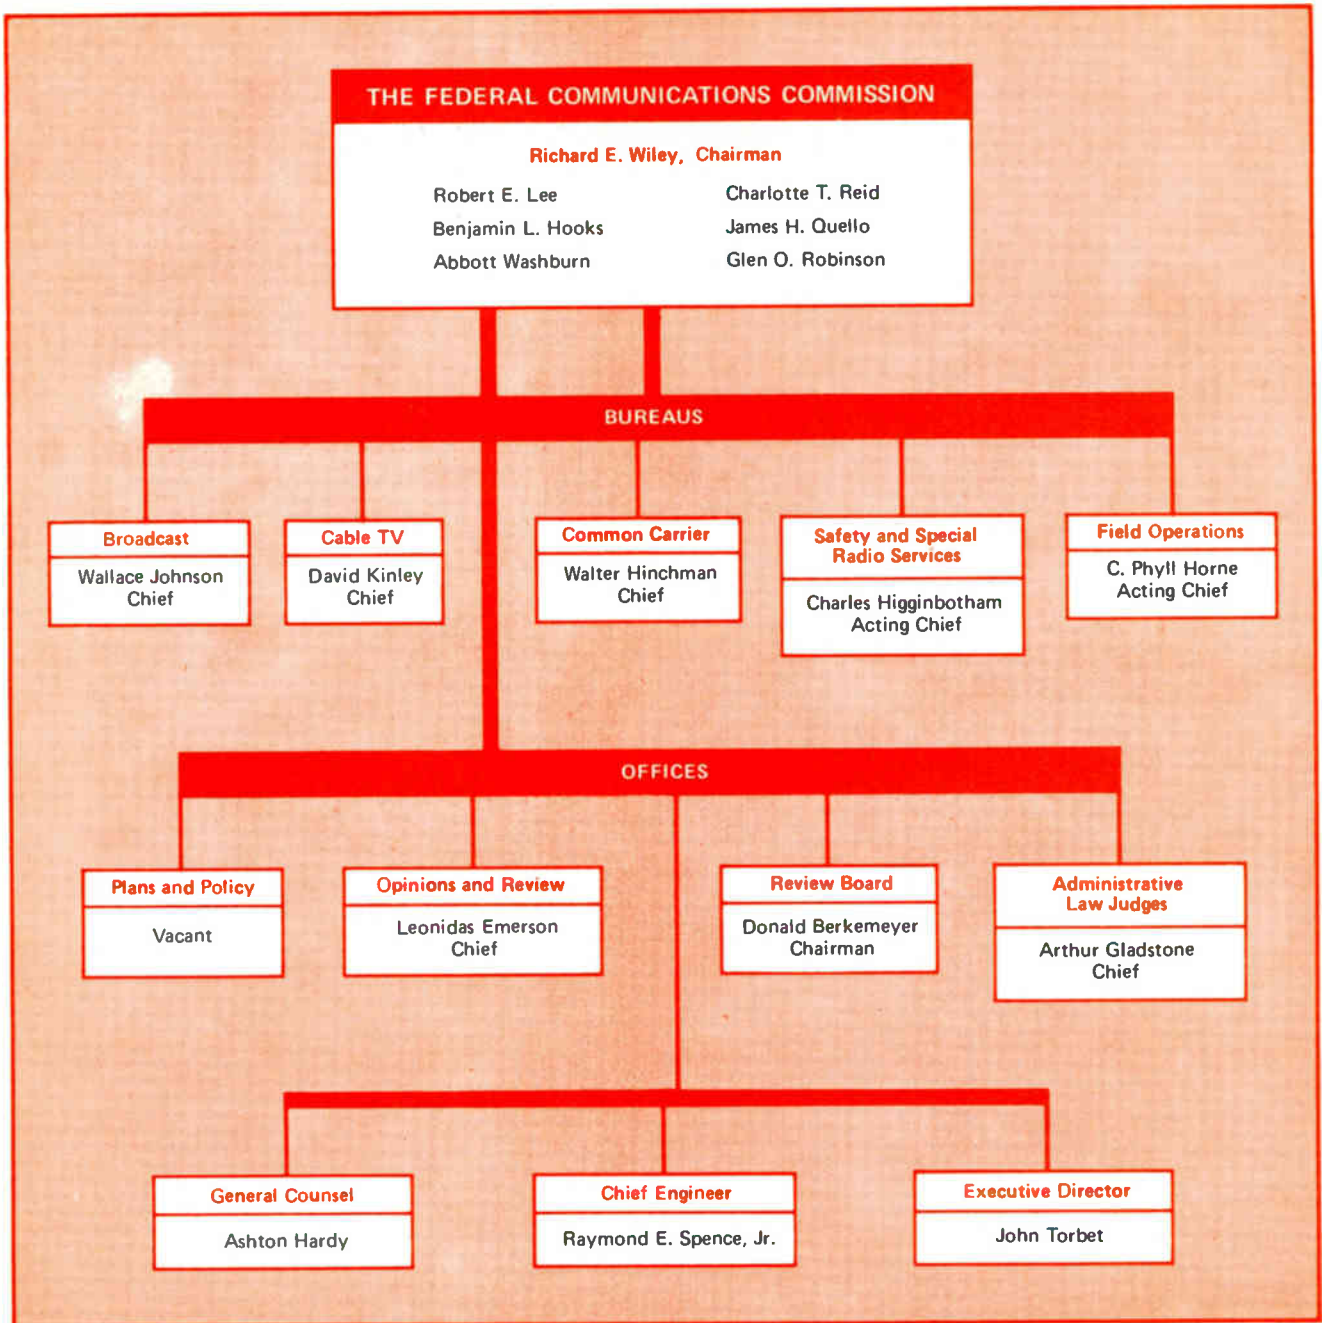 THE FEDERAL COMMUNICATIONS COMMISSION
Richard E. Wiley, Chairman
Robert E. Lee
Charlotte T. Reid
Benjamin L. Hooks
James H. Quello
Abbott Washburn
Glen O. Robinson
BUREAUS
Broadcast
Wallace Johnson
Chief
Cable TV
David Kinley
Chief
Common Carrier
Walter Hinchman
Chief
Safety and Special
Radio Services
Charles Higginbotham
Acting Chief
Field Operations
C. Phyll Horne
Acting Chief
OFFICES
Plans and Policy
Vacant
Opinions and Review
Leonidas Emerson
Chief
Review Board
Donald Berkemeyer
Chairman
Administrative
Law Judges
Arthur Gladstone
Chief
General Counsel
Ashton Hardy
Chief Engineer
Raymond E. Spence, Jr.
Executive Director
John Torbet